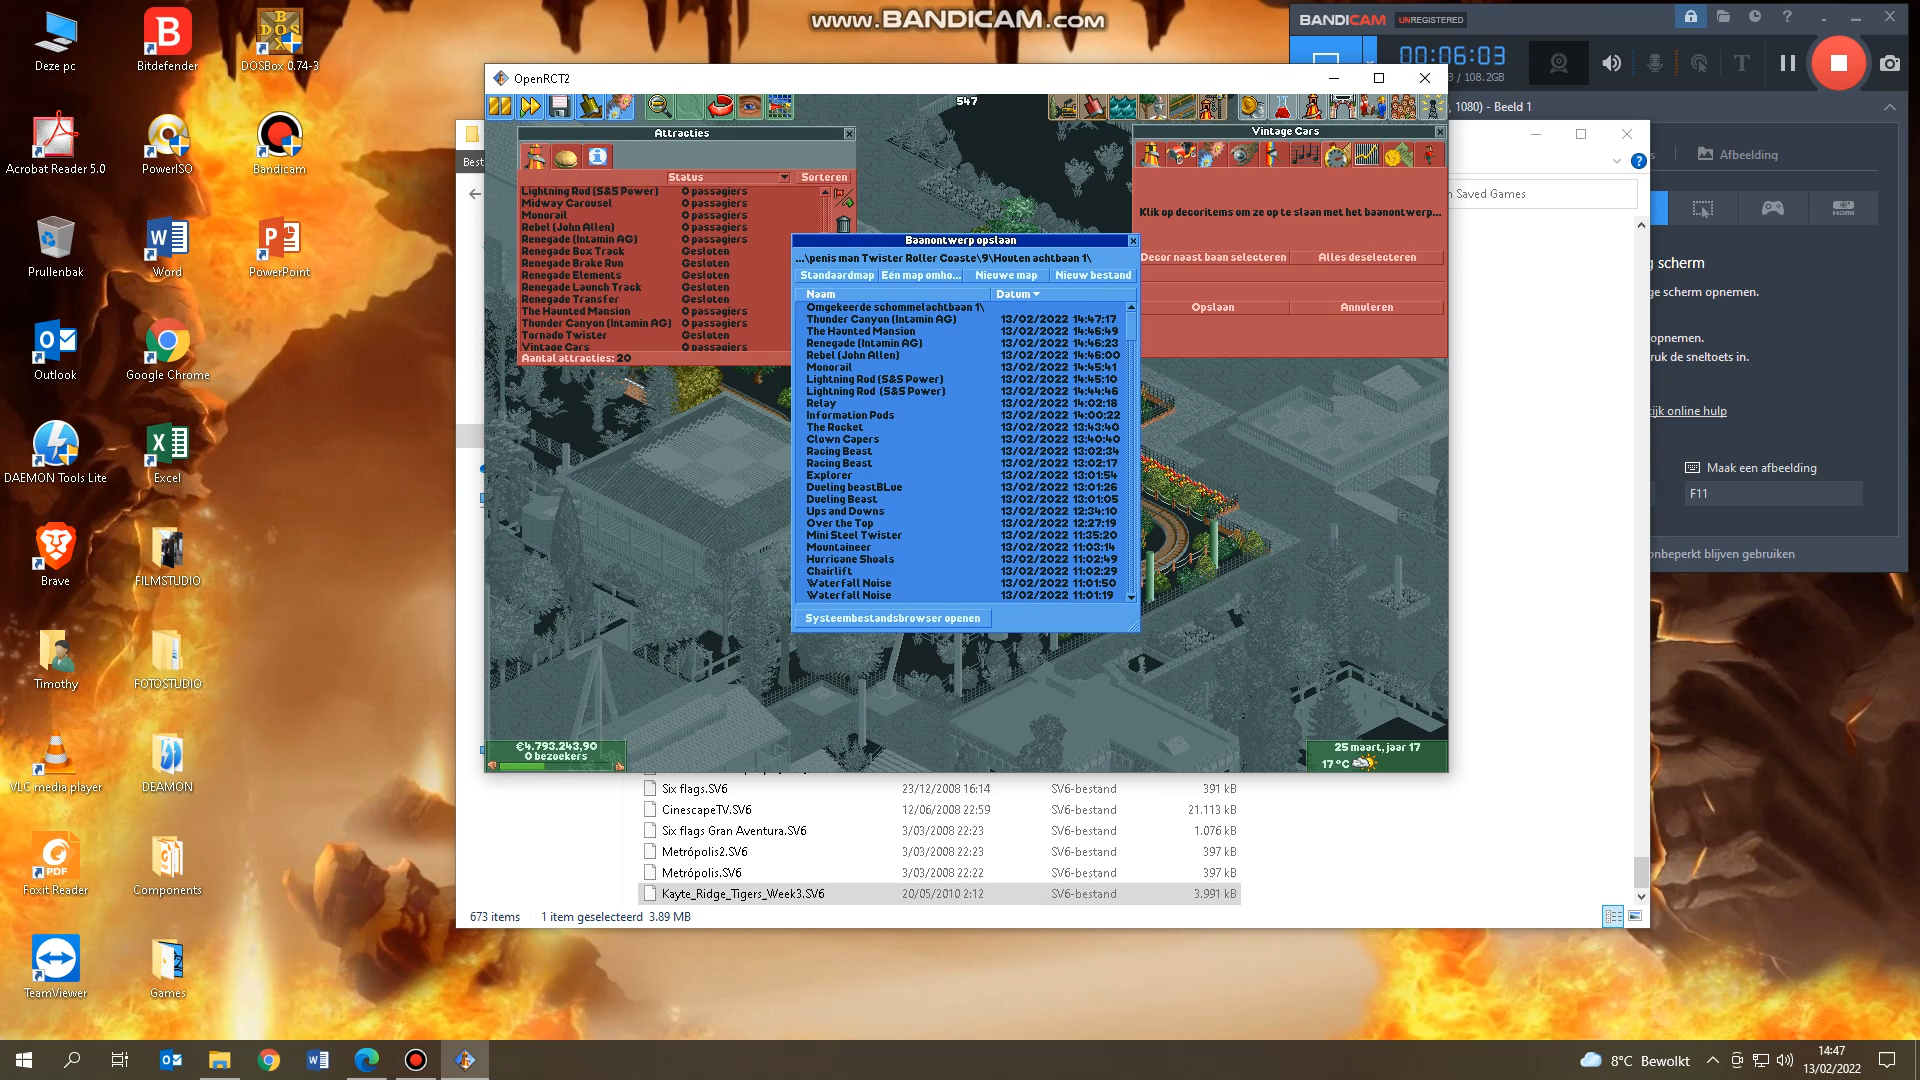 www.BANDICAM.com
Deze pc
Bitdefender
DOSBox 0.74-3
Acrobat Reader 5.0
PowerISO
Bandicam
Prullenbak
Word
PowerPoint
Outlook
Google Chrome
DAEMON Tools Lite
Excel
Brave
FILMSTUDIO
Timothy
FOTOSTUDIO
VLC media player
DEAMON
Foxit Reader
Components
TeamViewer
Games
BANDICAM UNREGISTERED
00:06:03
/ 108.2GB
, 1080) - Beeld 1
Afbeelding
g scherm
ge scherm opnemen.
opnemen.
ruk de sneltoets in.
ijk online hulp
Maak een afbeelding
F11
onbeperkt blijven gebruiken
OpenRCT2
547
Best
n Saved Games
Attracties
Status Sorteren
Lightning Rod (S&S Power) 0 passagiers
Midway Carousel 0 passagiers
Monorail 0 passagiers
Rebel (John Allen) 0 passagiers
Renegade (Intamin AG) 0 passagiers
Renegade Box Track Gesloten
Renegade Brake Run Gesloten
Renegade Elements Gesloten
Renegade Launch Track Gesloten
Renegade Transfer Gesloten
The Haunted Mansion Gesloten
Thunder Canyon (Intamin AG) Gesloten
Tornado Twister Gesloten
Vintage Cars 0 passagiers
Aantal attracties: 20
Vintage Cars
Klik op decoritems om ze op te slaan met het baanontwerp...
Decor naast baan selecteren Alles deselecteren
Opslaan Annuleren
Baanontwerp opslaan
...\penis man Twister Roller Coaste\9\Houten achtbaan 1\
Standaardmap Eén map omho... Nieuwe map Nieuw bestand
Naam Datum
Omgekeerde schommelachtbaan 1\
Thunder Canyon (Intamin AG) 13/02/2022 14:47:17
The Haunted Mansion 13/02/2022 14:46:49
Renegade (Intamin AG) 13/02/2022 14:46:23
Rebel (John Allen) 13/02/2022 14:46:00
Monorail 13/02/2022 14:45:41
Lightning Rod (S&S Power) 13/02/2022 14:45:10
Lightning Rod (S&S Power) 13/02/2022 14:44:46
Relay 13/02/2022 14:02:18
Information Pods 13/02/2022 14:00:22
The Rocket 13/02/2022 13:43:40
Clown Capers 13/02/2022 13:40:40
Racing Beast 13/02/2022 13:02:34
Racing Beast 13/02/2022 13:02:17
Explorer 13/02/2022 13:01:54
Dueling beastBLue 13/02/2022 13:01:26
Dueling Beast 13/02/2022 13:01:05
Ups and Downs 13/02/2022 12:34:10
Over the Top 13/02/2022 12:27:19
Mini Steel Twister 13/02/2022 11:35:20
Mountaineer 13/02/2022 11:03:14
Hurricane Shoals 13/02/2022 11:02:49
Chairlift 13/02/2022 11:02:29
Waterfall Noise 13/02/2022 11:01:50
Waterfall Noise 13/02/2022 11:01:19
Systeembestandsbrowser openen
€4.793.243,90
0 bezoekers
25 maart, jaar 17
17 °C
Six flags.SV6 23/12/2008 16:14 SV6-bestand 391 kB
CinescapeTV.SV6 12/06/2008 22:59 SV6-bestand 21.113 kB
Six flags Gran Aventura.SV6 3/03/2008 22:23 SV6-bestand 1.076 kB
Metrópolis2.SV6 3/03/2008 22:23 SV6-bestand 397 kB
Metrópolis.SV6 3/03/2008 22:22 SV6-bestand 397 kB
Kayte_Ridge_Tigers_Week3.SV6 20/05/2010 2:12 SV6-bestand 3.991 kB
673 items 1 item geselecteerd 3.89 MB
8°C Bewolkt
14:47
13/02/2022